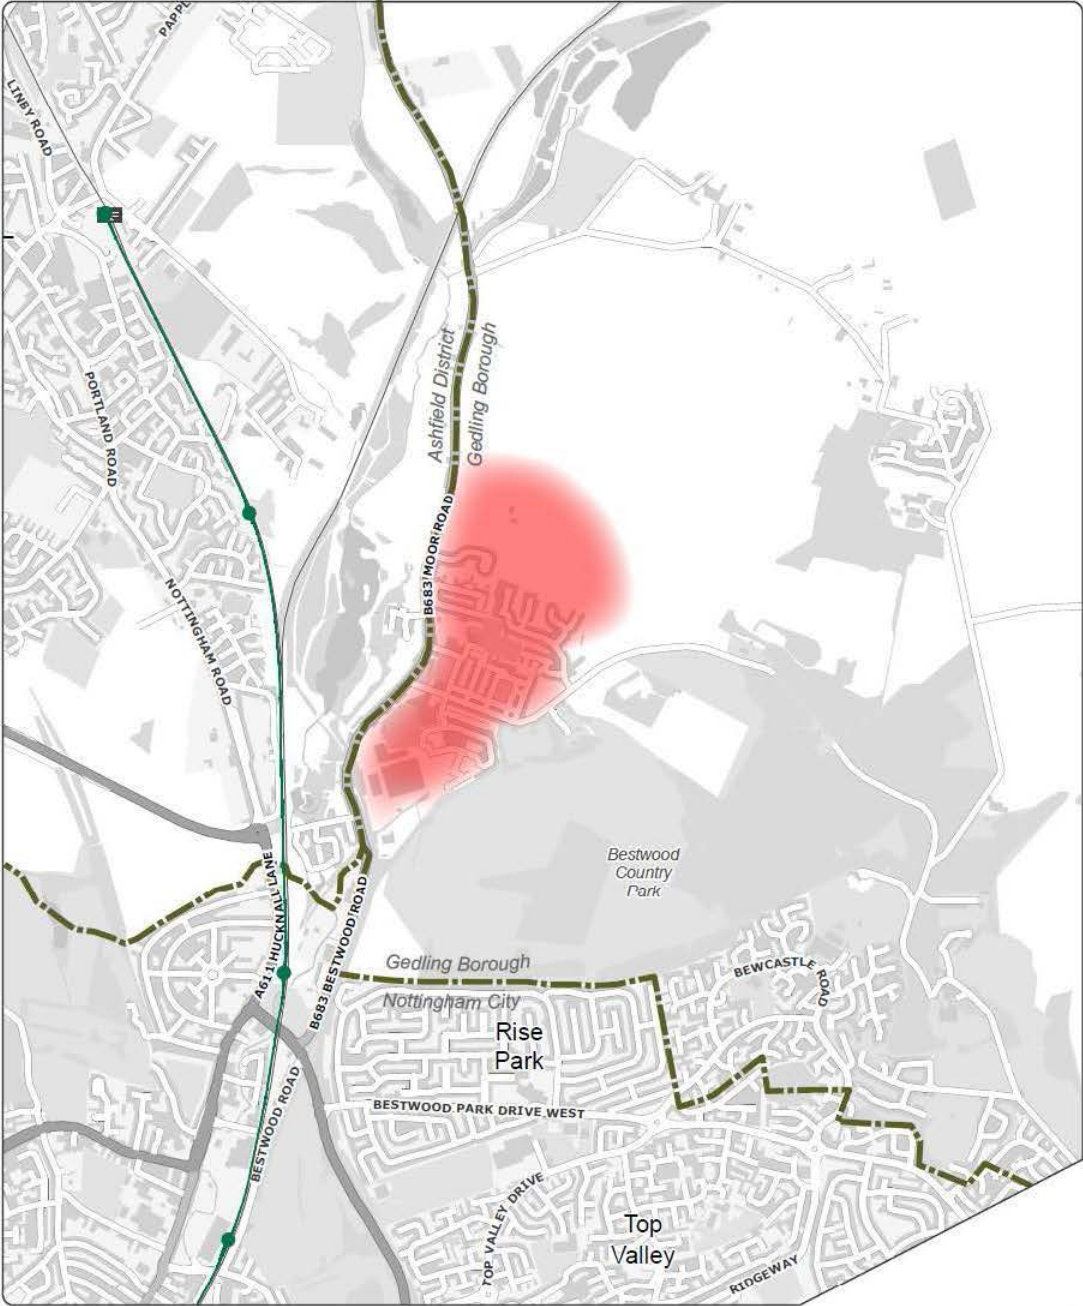 PAPPL
LINBY ROAD
PORTLAND ROAD
Ashfield District
Gedling Borough
B683 MOOR ROAD
NOTTINGHAM ROAD
Bestwood
Country
Park
A611 HUCKNALL LANE
B683 BESTWOOD ROAD
Gedling Borough
Nottingham City
BEWCASTLE ROAD
Rise
Park
BESTWOOD PARK DRIVE WEST
BESTWOOD ROAD
TOP VALLEY DRIVE
Top
Valley
RIDGEWAY